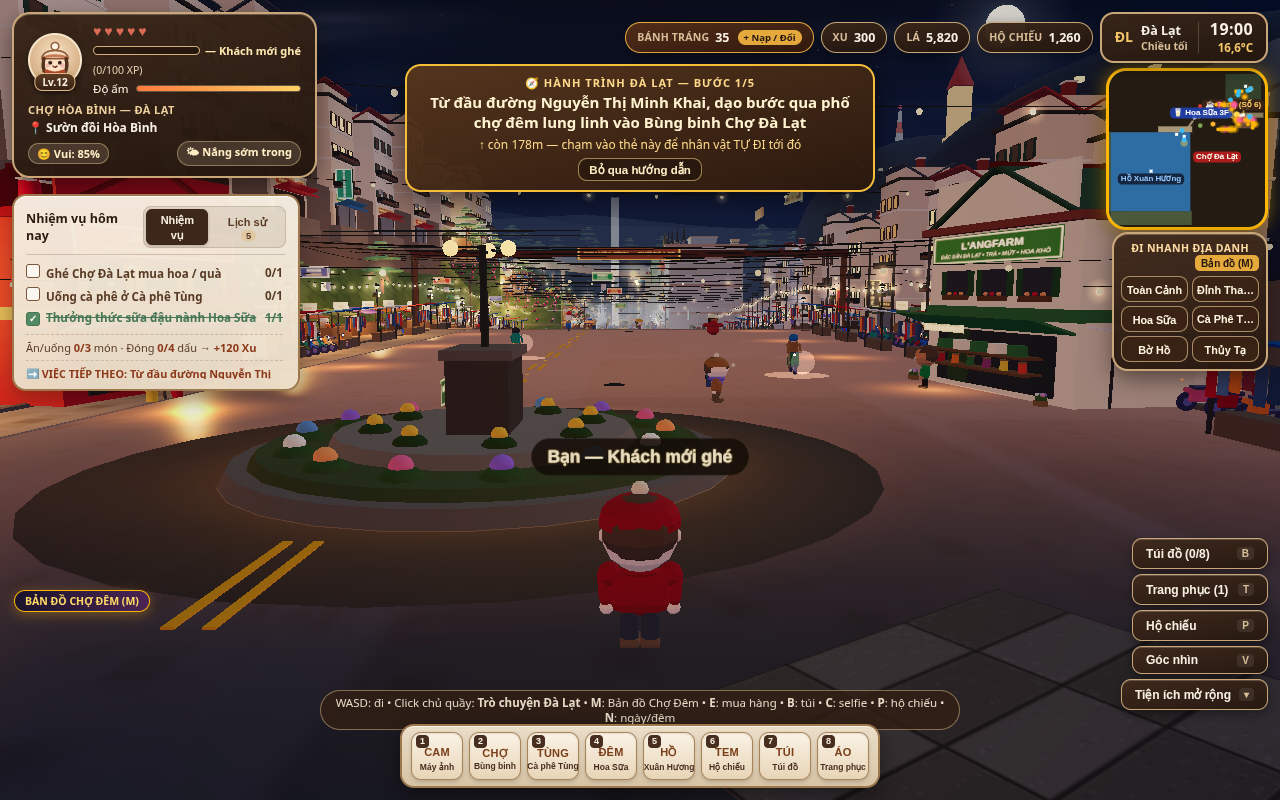 — Khách mới ghé
(0/100 XP)
Lv.12
Độ ấm
CHỢ HÒA BÌNH — ĐÀ LẠT
📍 Sườn đồi Hòa Bình
😊 Vui: 85%
🌤 Nắng sớm trong
BÁNH TRÁNG 35 + Nạp / Đổi
XU 300
LÁ 5,820
HỘ CHIẾU 1,260
ĐL Đà Lạt
Chiều tối
19:00
16,6°C
🧭 HÀNH TRÌNH ĐÀ LẠT — BƯỚC 1/5
Từ đầu đường Nguyễn Thị Minh Khai, dạo bước qua phố
chợ đêm lung linh vào Bùng binh Chợ Đà Lạt
↑ còn 178m — chạm vào thẻ này để nhân vật TỰ ĐI tới đó
Bỏ qua hướng dẫn
Hoa Sữa 3F
(Số 6)
Chợ Đà Lạt
Hồ Xuân Hương
Nhiệm vụ hôm nay
Nhiệm vụ
Lịch sử 5
Ghé Chợ Đà Lạt mua hoa / quà 0/1
Uống cà phê ở Cà phê Tùng 0/1
Thưởng thức sữa đậu nành Hoa Sữa 1/1
Ăn/uống 0/3 món · Đóng 0/4 dấu → +120 Xu
➡️ VIỆC TIẾP THEO: Từ đầu đường Nguyễn Thị
ĐI NHANH ĐỊA DANH
Bản đồ (M)
Toàn Cảnh
Đỉnh Tha…
Hoa Sữa
Cà Phê T…
Bờ Hồ
Thủy Tạ
L'ANGFARM
ĐẶC SẢN ĐÀ LẠT • TRÀ • MỨT • HOA KHÔ
Bạn — Khách mới ghé
BẢN ĐỒ CHỢ ĐÊM (M)
Túi đồ (0/8) B
Trang phục (1) T
Hộ chiếu P
Góc nhìn V
Tiện ích mở rộng ▾
WASD: đi • Click chủ quầy: Trò chuyện Đà Lạt • M: Bản đồ Chợ Đêm • E: mua hàng • B: túi • C: selfie • P: hộ chiếu •
N: ngày/đêm
1 CAM Máy ảnh
2 CHỢ Bùng binh
3 TÙNG Cà phê Tùng
4 ĐÊM Hoa Sữa
5 HỒ Xuân Hương
6 TEM Hộ chiếu
7 TÚI Túi đồ
8 ÁO Trang phục